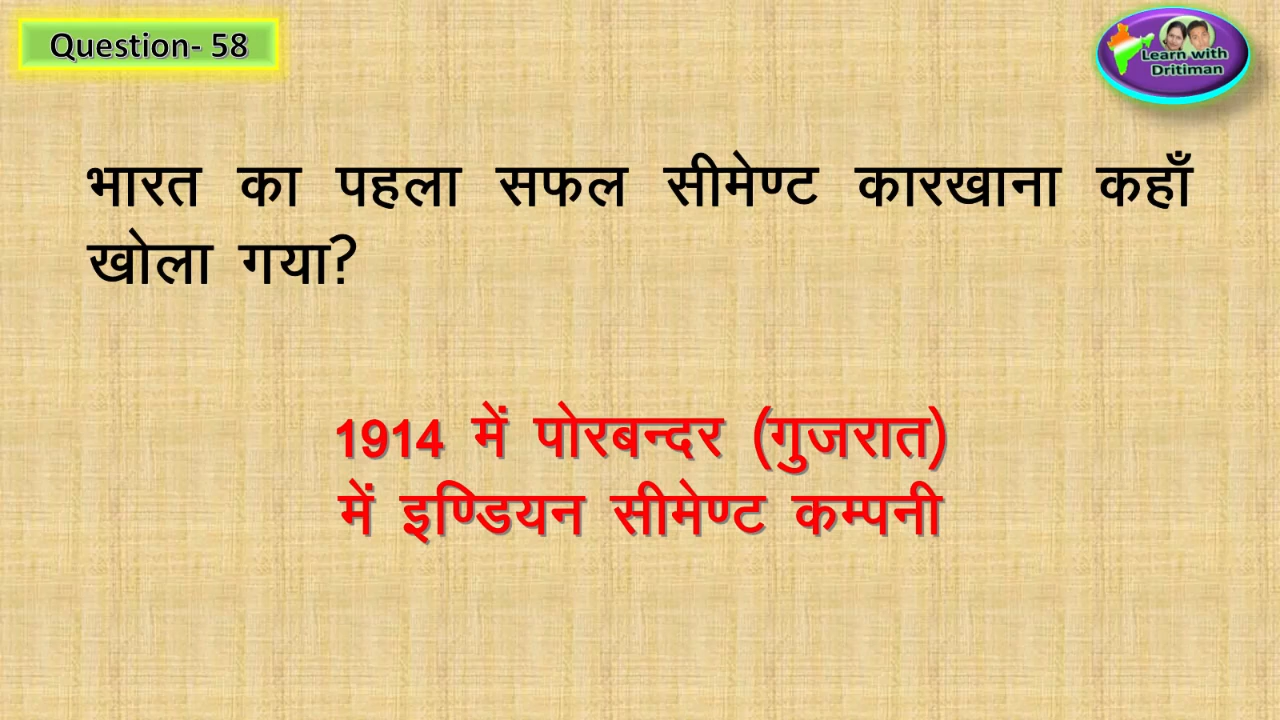 Question- 58
Learn with
Dritiman
भारत का पहला सफल सीमेण्ट कारखाना कहाँ
खोला गया?
1914 में पोरबन्दर (गुजरात)
में इण्डियन सीमेण्ट कम्पनी